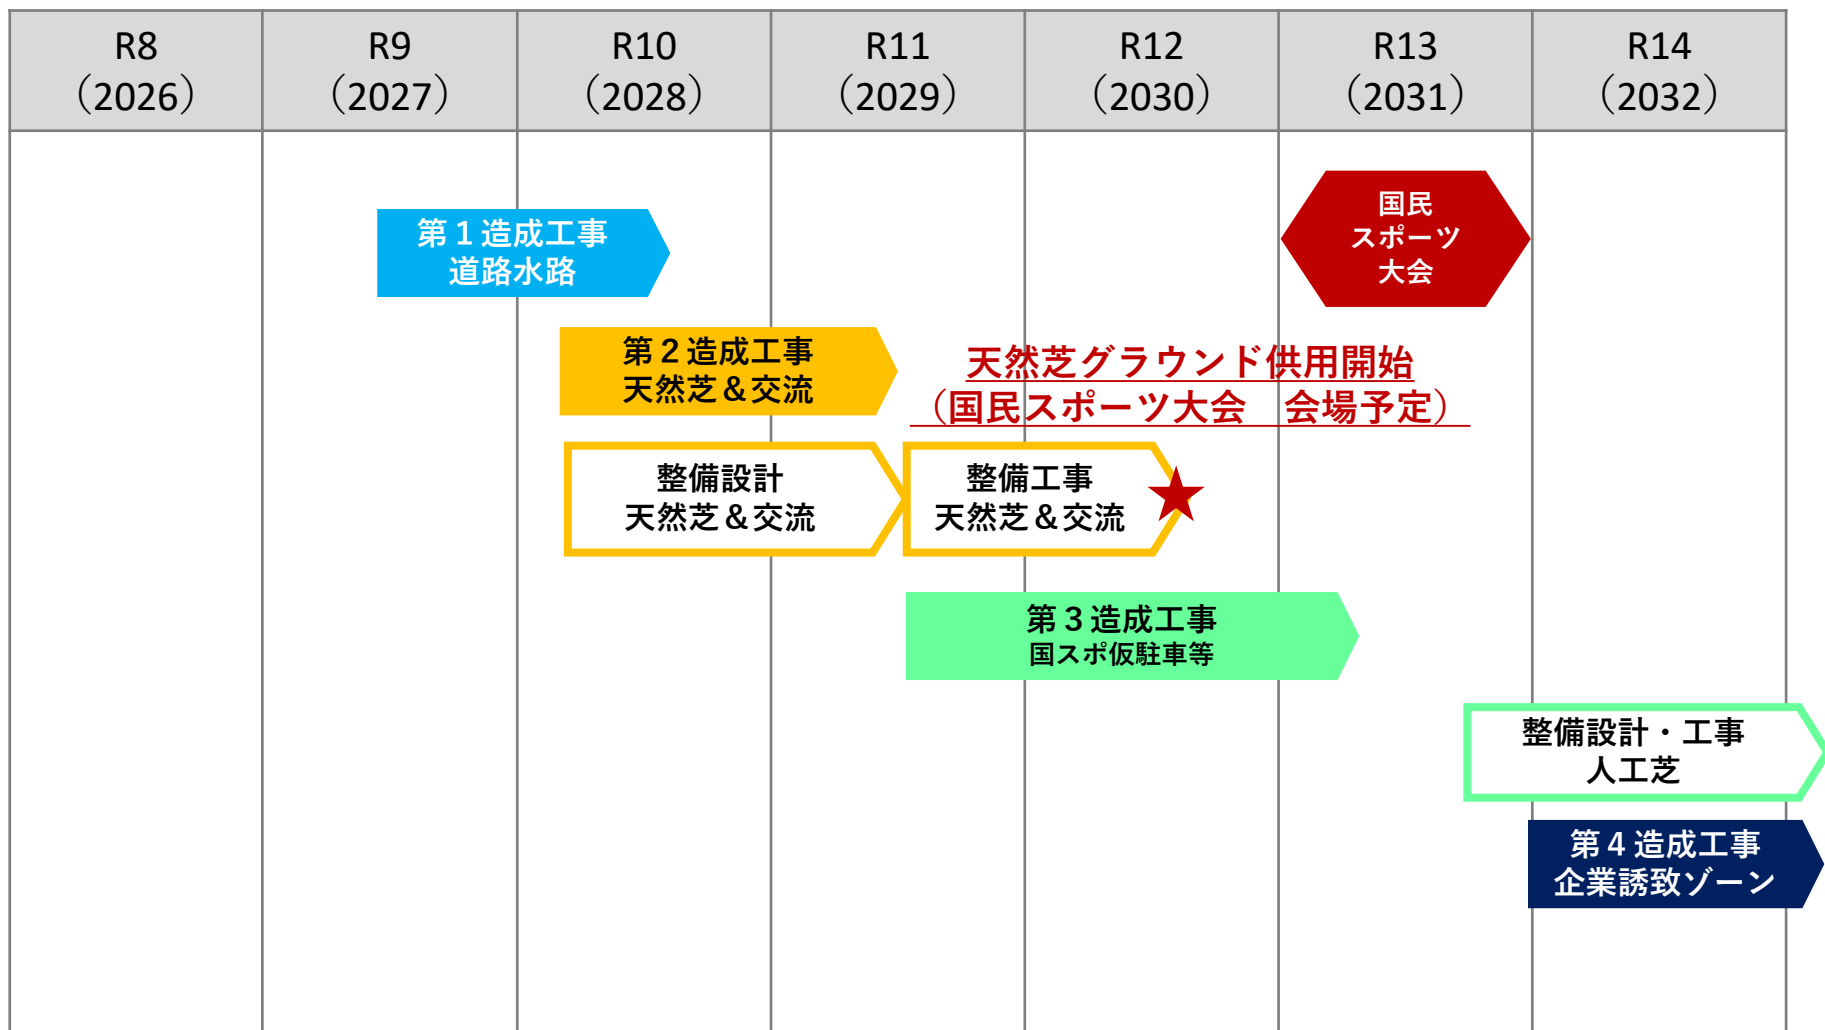 R8
（2026）
R9
（2027）
R10
（2028）
R11
（2029）
R12
（2030）
R13
（2031）
R14
（2032）
国民
スポーツ
大会
第１造成工事
道路水路
第２造成工事
天然芝＆交流
天然芝グラウンド供用開始
（国民スポーツ大会　会場予定）
整備設計
天然芝＆交流
整備工事
天然芝＆交流
第３造成工事
国スポ仮駐車等
整備設計・工事
人工芝
第４造成工事
企業誘致ゾーン